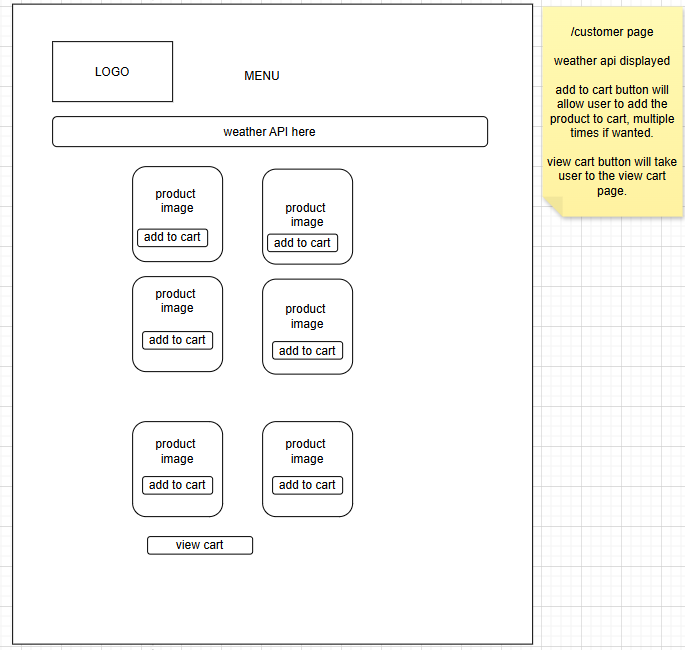 LOGO
MENU
weather API here
product
image
add to cart
product
image
add to cart
product
image
add to cart
product
image
add to cart
product
image
add to cart
product
image
add to cart
view cart
/customer page
weather api displayed
add to cart button will
allow user to add the
product to cart, multiple
times if wanted.
view cart button will take
user to the view cart
page.